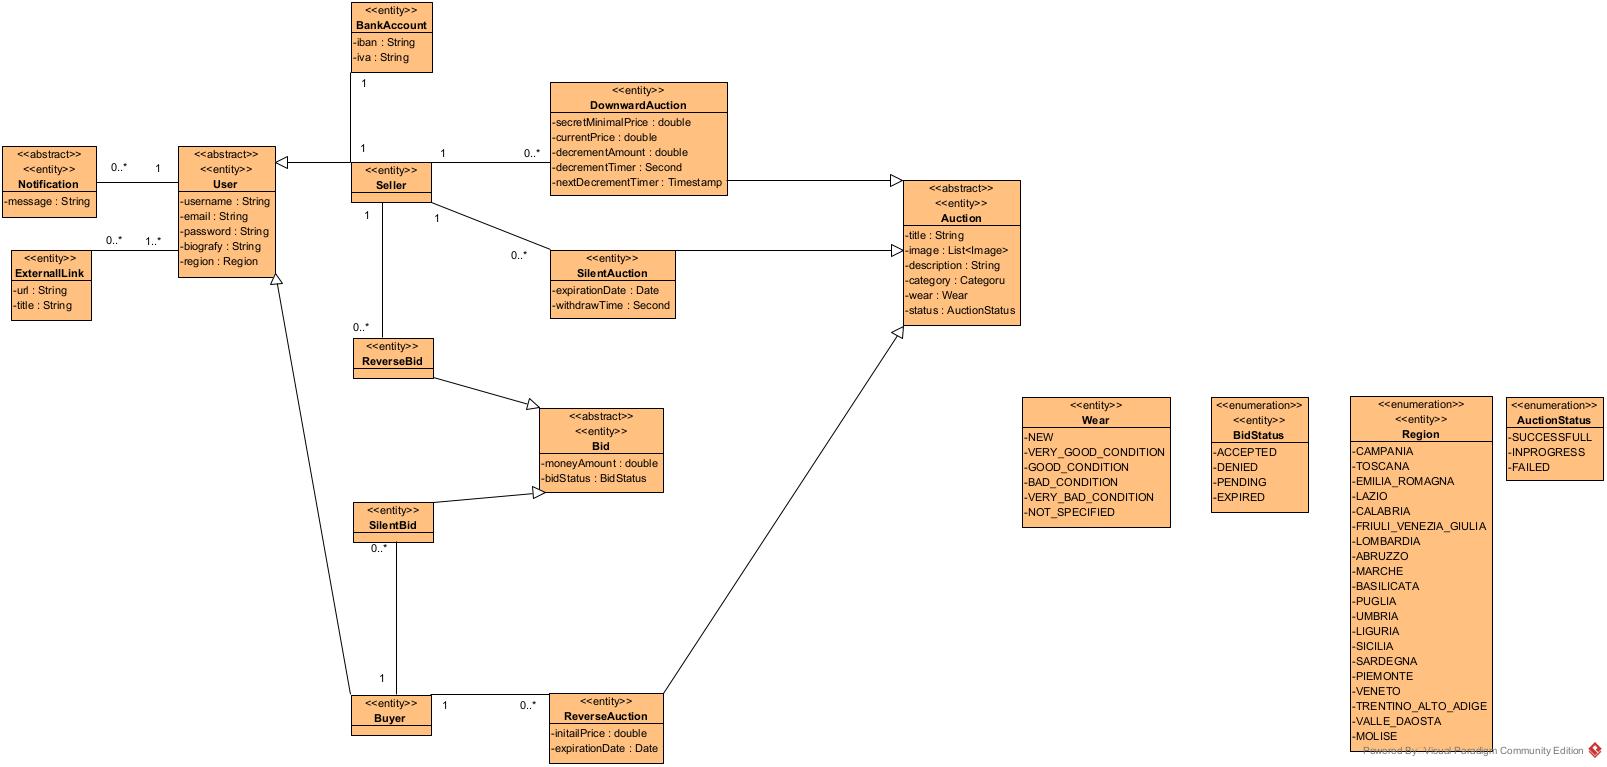 <<entity>>
BankAccount
-iban : String
-iva : String
1
1
<<entity>>
DownwardAuction
-secretMinimalPrice : double
-currentPrice : double
-decrementAmount : double
-decrementTimer : Second
-nextDecrementTimer : Timestamp
<<abstract>>
<<entity>>
Notification
-message : String
0..*
1
<<abstract>>
<<entity>>
User
-username : String
-email : String
-password : String
-biografy : String
-region : Region
<<entity>>
Seller
1
0..*
1
0..*
1
0..*
<<abstract>>
<<entity>>
Auction
-title : String
-image : List<Image>
-description : String
-category : Categoru
-wear : Wear
-status : AuctionStatus
0..*
1..*
<<entity>>
ExternallLink
-url : String
-title : String
<<entity>>
SilentAuction
-expirationDate : Date
-withdrawTime : Second
<<entity>>
ReverseBid
<<abstract>>
<<entity>>
Bid
-moneyAmount : double
-bidStatus : BidStatus
<<entity>>
SilentBid
0..*
1
<<entity>>
Buyer
1
0..*
<<entity>>
ReverseAuction
-initailPrice : double
-expirationDate : Date
<<entity>>
Wear
-NEW
-VERY_GOOD_CONDITION
-GOOD_CONDITION
-BAD_CONDITION
-VERY_BAD_CONDITION
-NOT_SPECIFIED
<<enumeration>>
<<entity>>
BidStatus
-ACCEPTED
-DENIED
-PENDING
-EXPIRED
<<enumeration>>
<<entity>>
Region
-CAMPANIA
-TOSCANA
-EMILIA_ROMAGNA
-LAZIO
-CALABRIA
-FRIULI_VENEZIA_GIULIA
-LOMBARDIA
-ABRUZZO
-MARCHE
-BASILICATA
-PUGLIA
-UMBRIA
-LIGURIA
-SICILIA
-SARDEGNA
-PIEMONTE
-VENETO
-TRENTINO_ALTO_ADIGE
-VALLE_DAOSTA
-MOLISE
<<enumeration>>
AuctionStatus
-SUCCESSFULL
-INPROGRESS
-FAILED
Powered By Visual Paradigm Community Edition